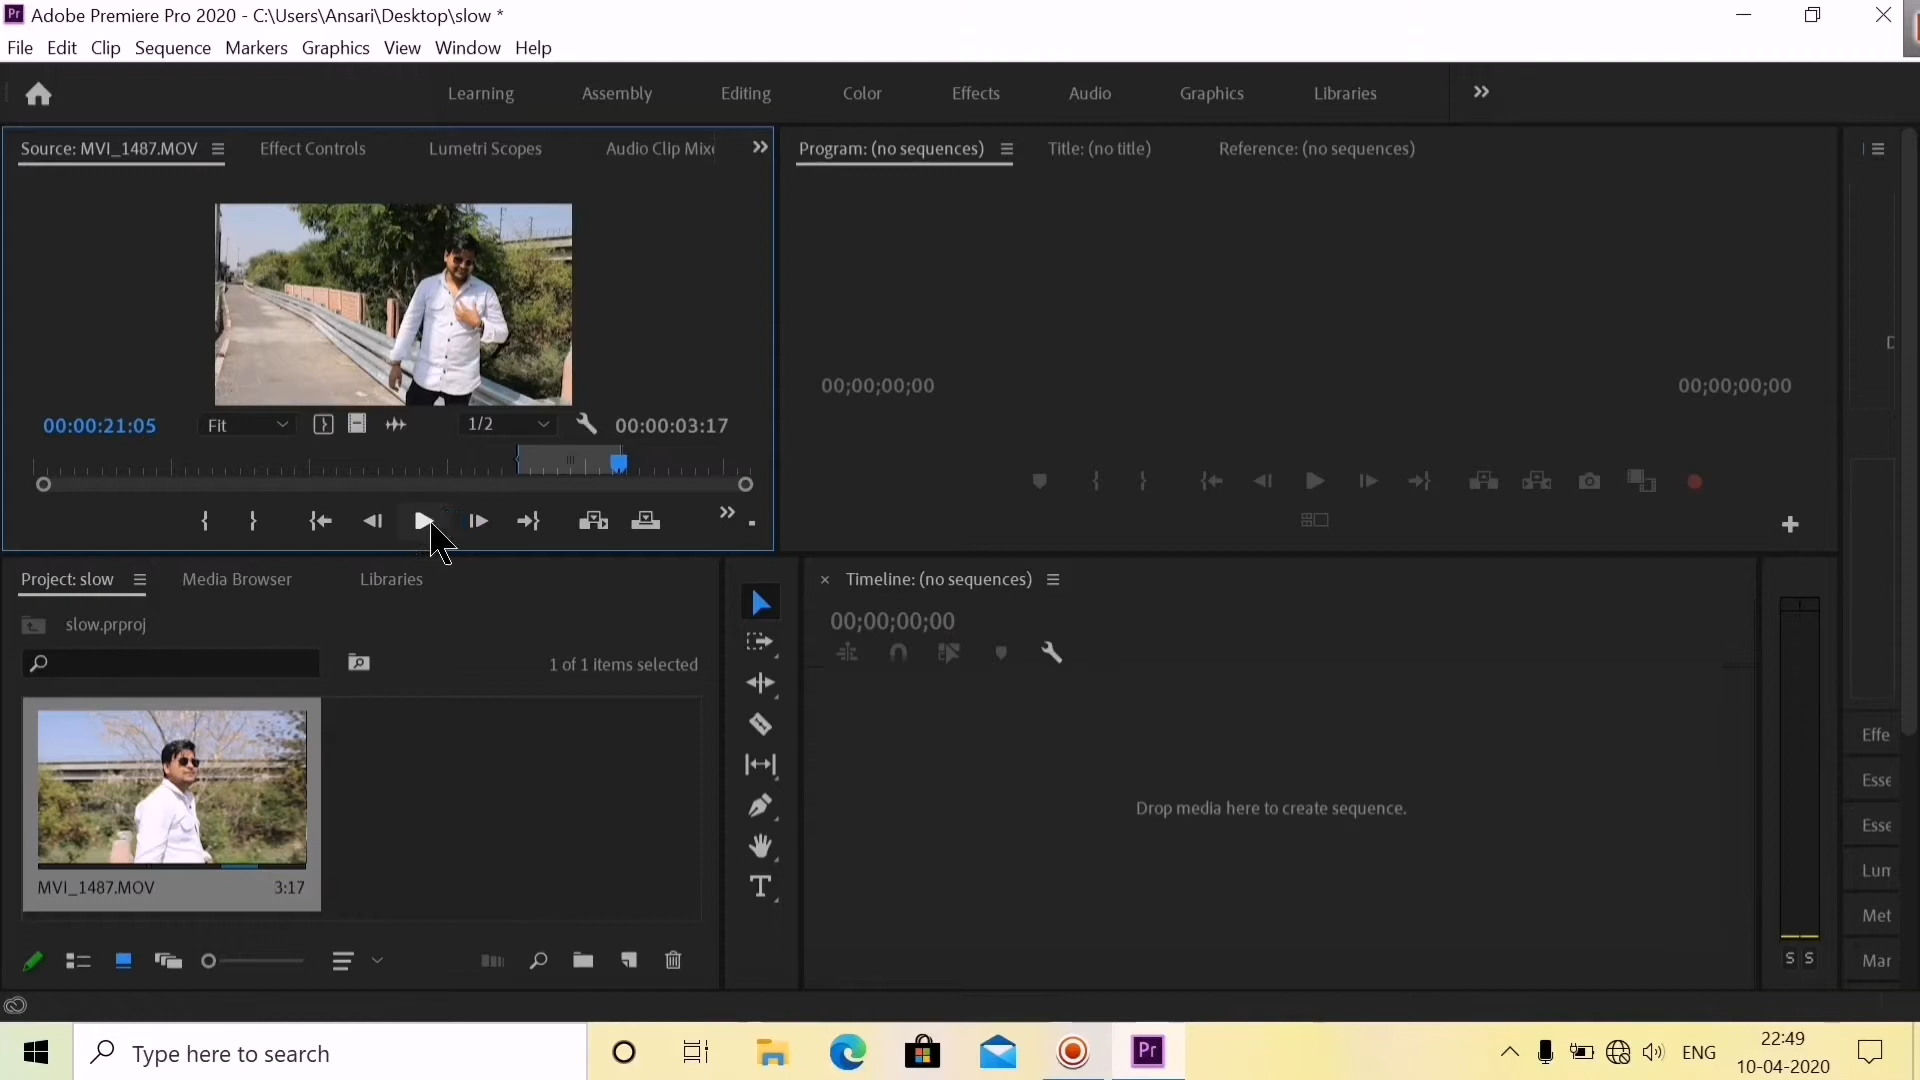 Pr Adobe Premiere Pro 2020 - C:\Users\Ansari\Desktop\slow *
File Edit Clip Sequence Markers Graphics View Window Help
Learning Assembly Editing Color Effects Audio Graphics Libraries
Source: MVI_1487.MOV Effect Controls Lumetri Scopes Audio Clip Mixe
Program: (no sequences) Title: (no title) Reference: (no sequences)
00;00;00;00 00;00;00;00
00:00:21:05 Fit 1/2 00:00:03:17
Project: slow Media Browser Libraries
slow.prproj
1 of 1 items selected
MVI_1487.MOV 3:17
Timeline: (no sequences)
00;00;00;00
Drop media here to create sequence.
S S
Effe
Esse
Esse
Lum
Met
Mar
Type here to search
Pr
ENG
22:49
10-04-2020